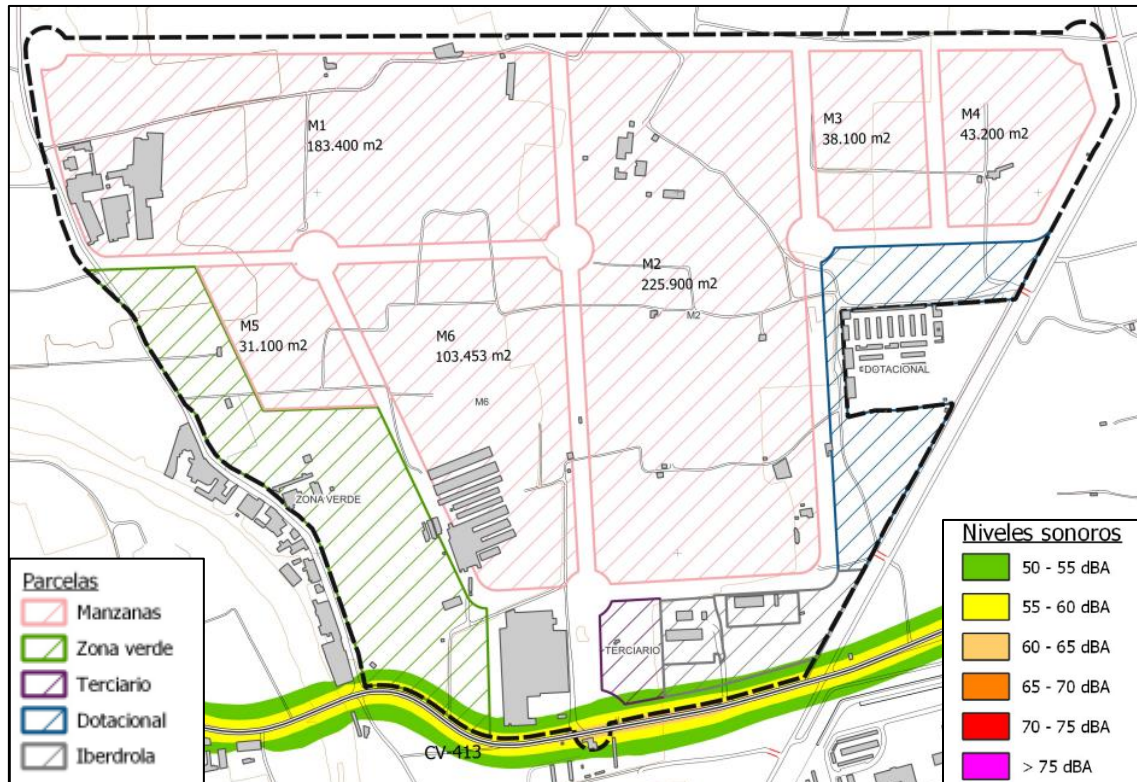 M1
183.400 m2
M3
38.100 m2
M4
43.200 m2
M2
225.900 m2
M2
M5
31.100 m2
M6
103.453 m2
M6
DOTACIONAL
ZONA VERDE
TERCIARIO
CV-413
Parcelas
Manzanas
Zona verde
Terciario
Dotacional
Iberdrola
Niveles sonoros
50 - 55 dBA
55 - 60 dBA
60 - 65 dBA
65 - 70 dBA
70 - 75 dBA
> 75 dBA